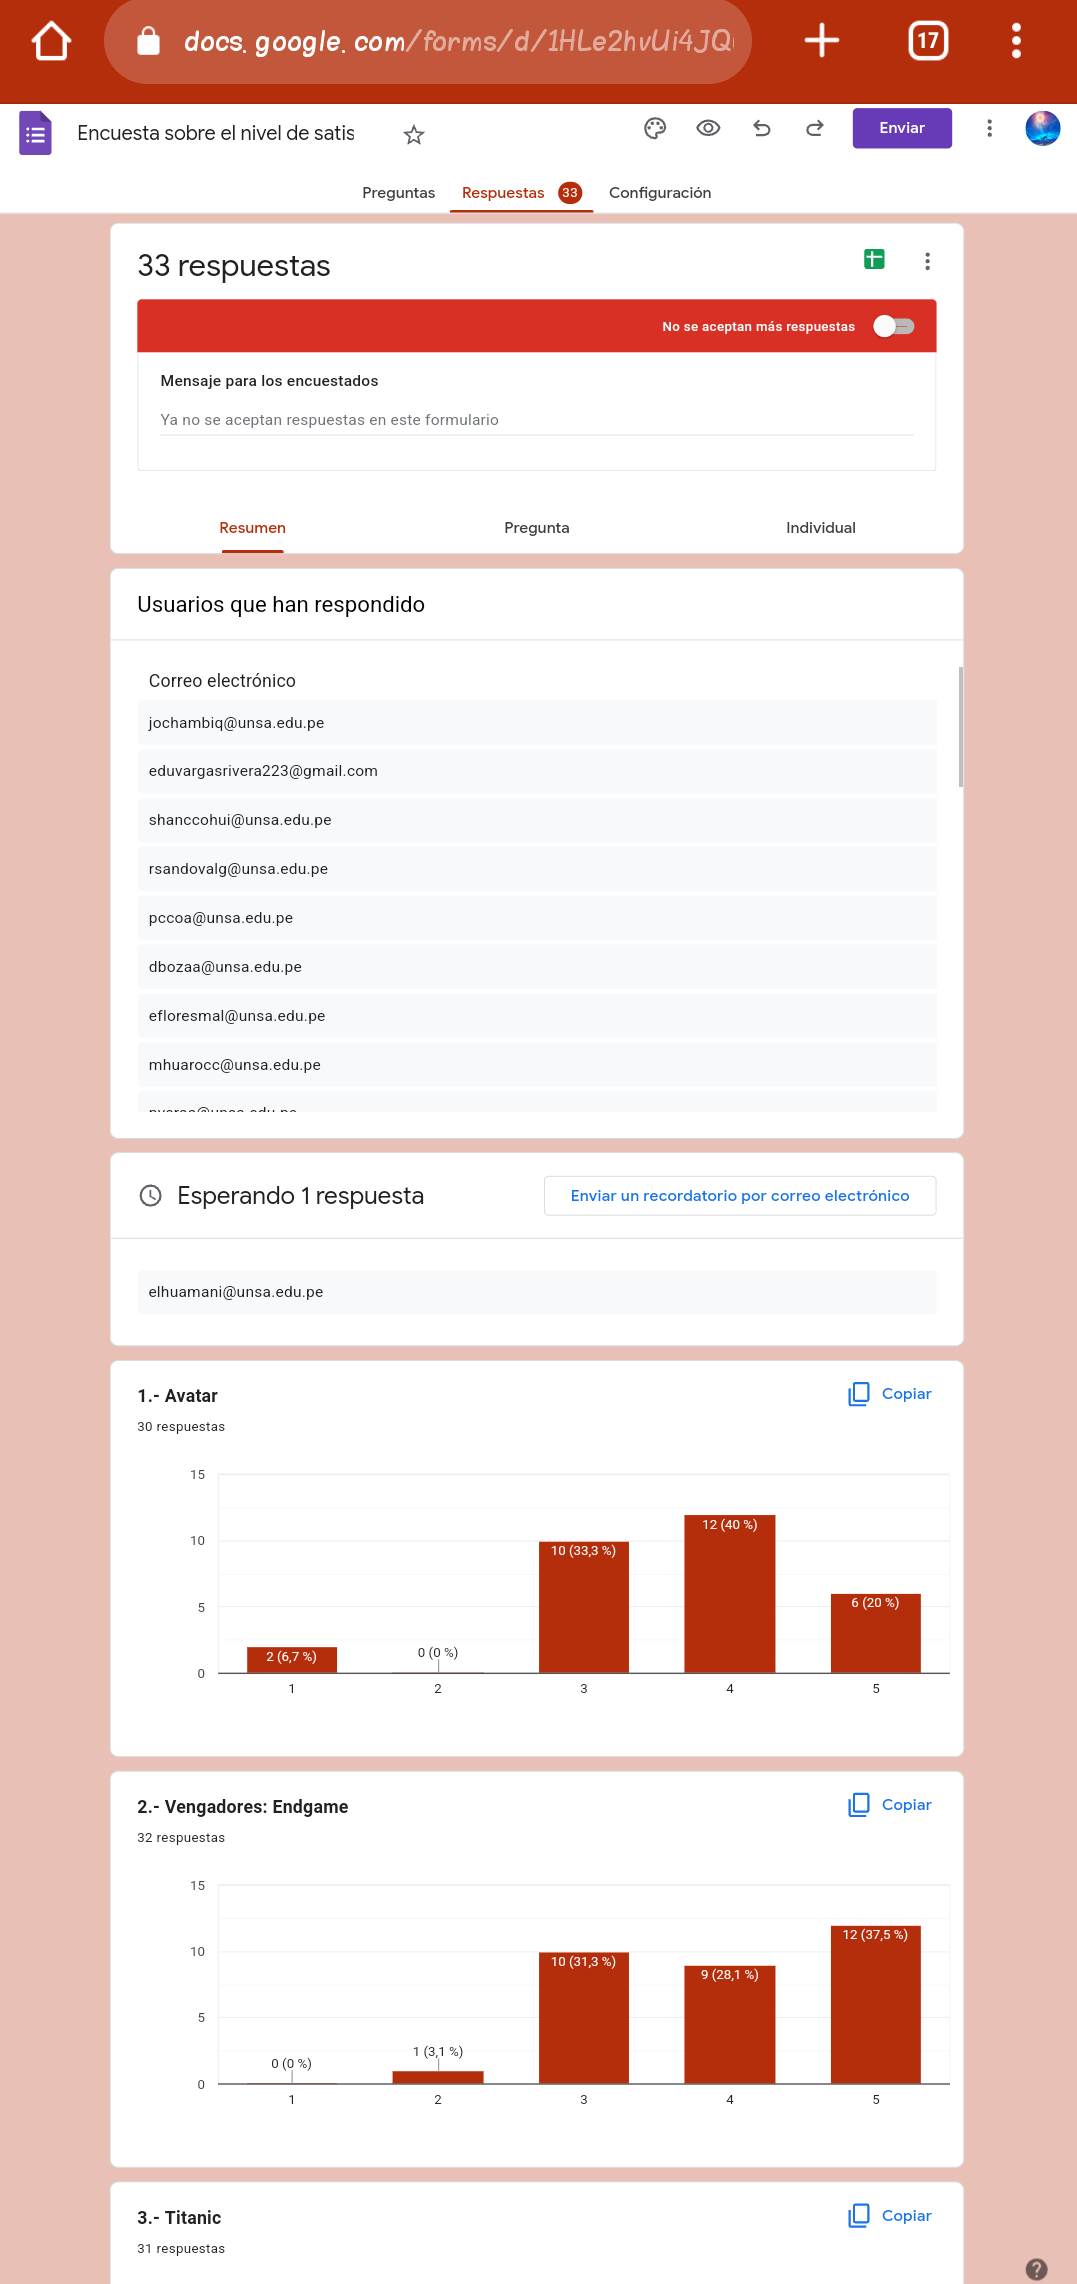 docs.google.com/forms/d/1HLe2hvUi4JQ
17
Encuesta sobre el nivel de satis
Enviar
Preguntas Respuestas 33 Configuración
33 respuestas
No se aceptan más respuestas
Mensaje para los encuestados
Ya no se aceptan respuestas en este formulario
Resumen Pregunta Individual
Usuarios que han respondido
Correo electrónico
jochambiq@unsa.edu.pe
eduvargasrivera223@gmail.com
shanccohui@unsa.edu.pe
rsandovalg@unsa.edu.pe
pccoa@unsa.edu.pe
dbozaa@unsa.edu.pe
efloresmal@unsa.edu.pe
mhuarocc@unsa.edu.pe
Esperando 1 respuesta
Enviar un recordatorio por correo electrónico
elhuamani@unsa.edu.pe
1.- Avatar
Copiar
30 respuestas
15
10
5
0
2 (6,7 %)
0 (0 %)
10 (33,3 %)
12 (40 %)
6 (20 %)
1 2 3 4 5
2.- Vengadores: Endgame
Copiar
32 respuestas
15
10
5
0
0 (0 %)
1 (3,1 %)
10 (31,3 %)
9 (28,1 %)
12 (37,5 %)
1 2 3 4 5
3.- Titanic
Copiar
31 respuestas
?